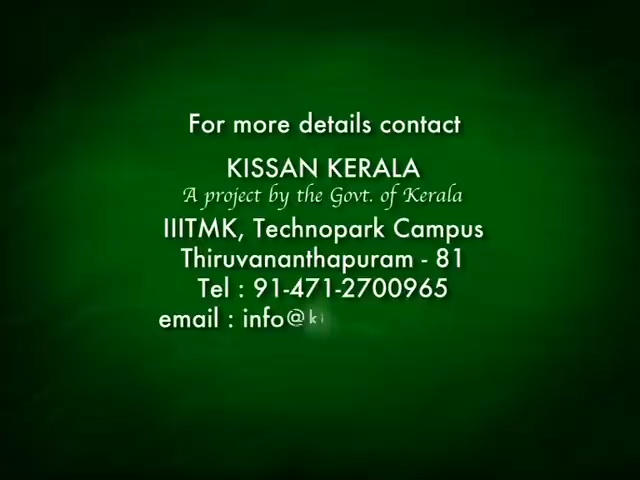 For more details contact
KISSAN KERALA
A project by the Govt. of Kerala
IIITMK, Technopark Campus
Thiruvananthapuram - 81
Tel : 91-471-2700965
email : info@ki